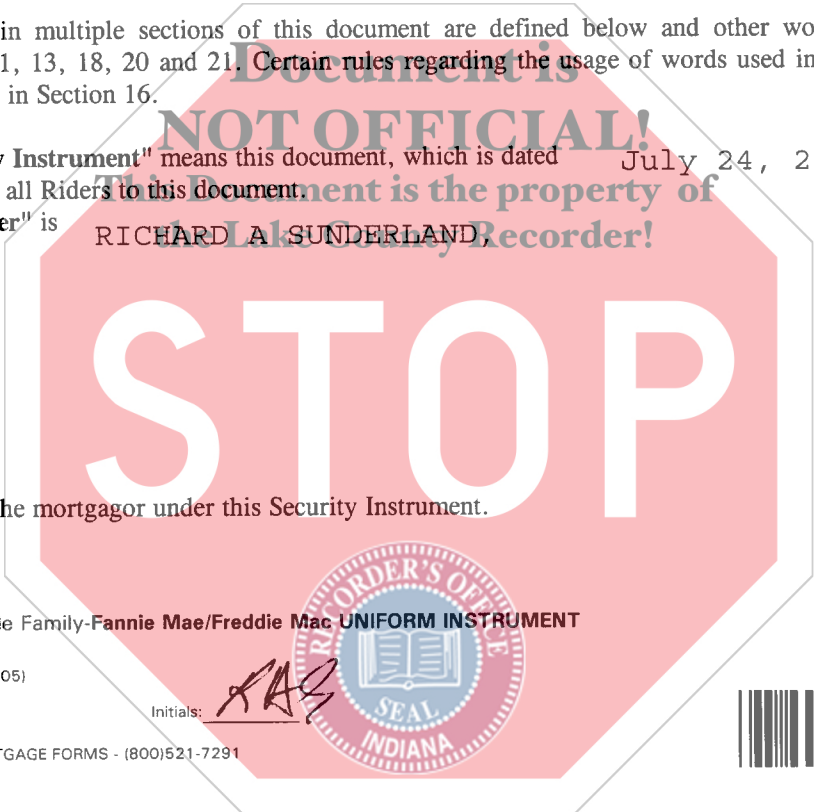 in multiple sections of this document are defined below and other wo
1, 13, 18, 20 and 21. Certain rules regarding the usage of words used in
in Section 16.
Document is
NOT OFFICIAL!
This Document is the property of
the Lake County Recorder!
y Instrument" means this document, which is dated July 24, 2
all Riders to this document.
er" is RICHARD A SUNDERLAND,
STOP
he mortgagor under this Security Instrument.
e Family-Fannie Mae/Freddie Mac UNIFORM INSTRUMENT
05)
Initials: RAS
TGAGE FORMS - (800)521-7291
RECORDER'S OFFICE
SEAL
INDIANA